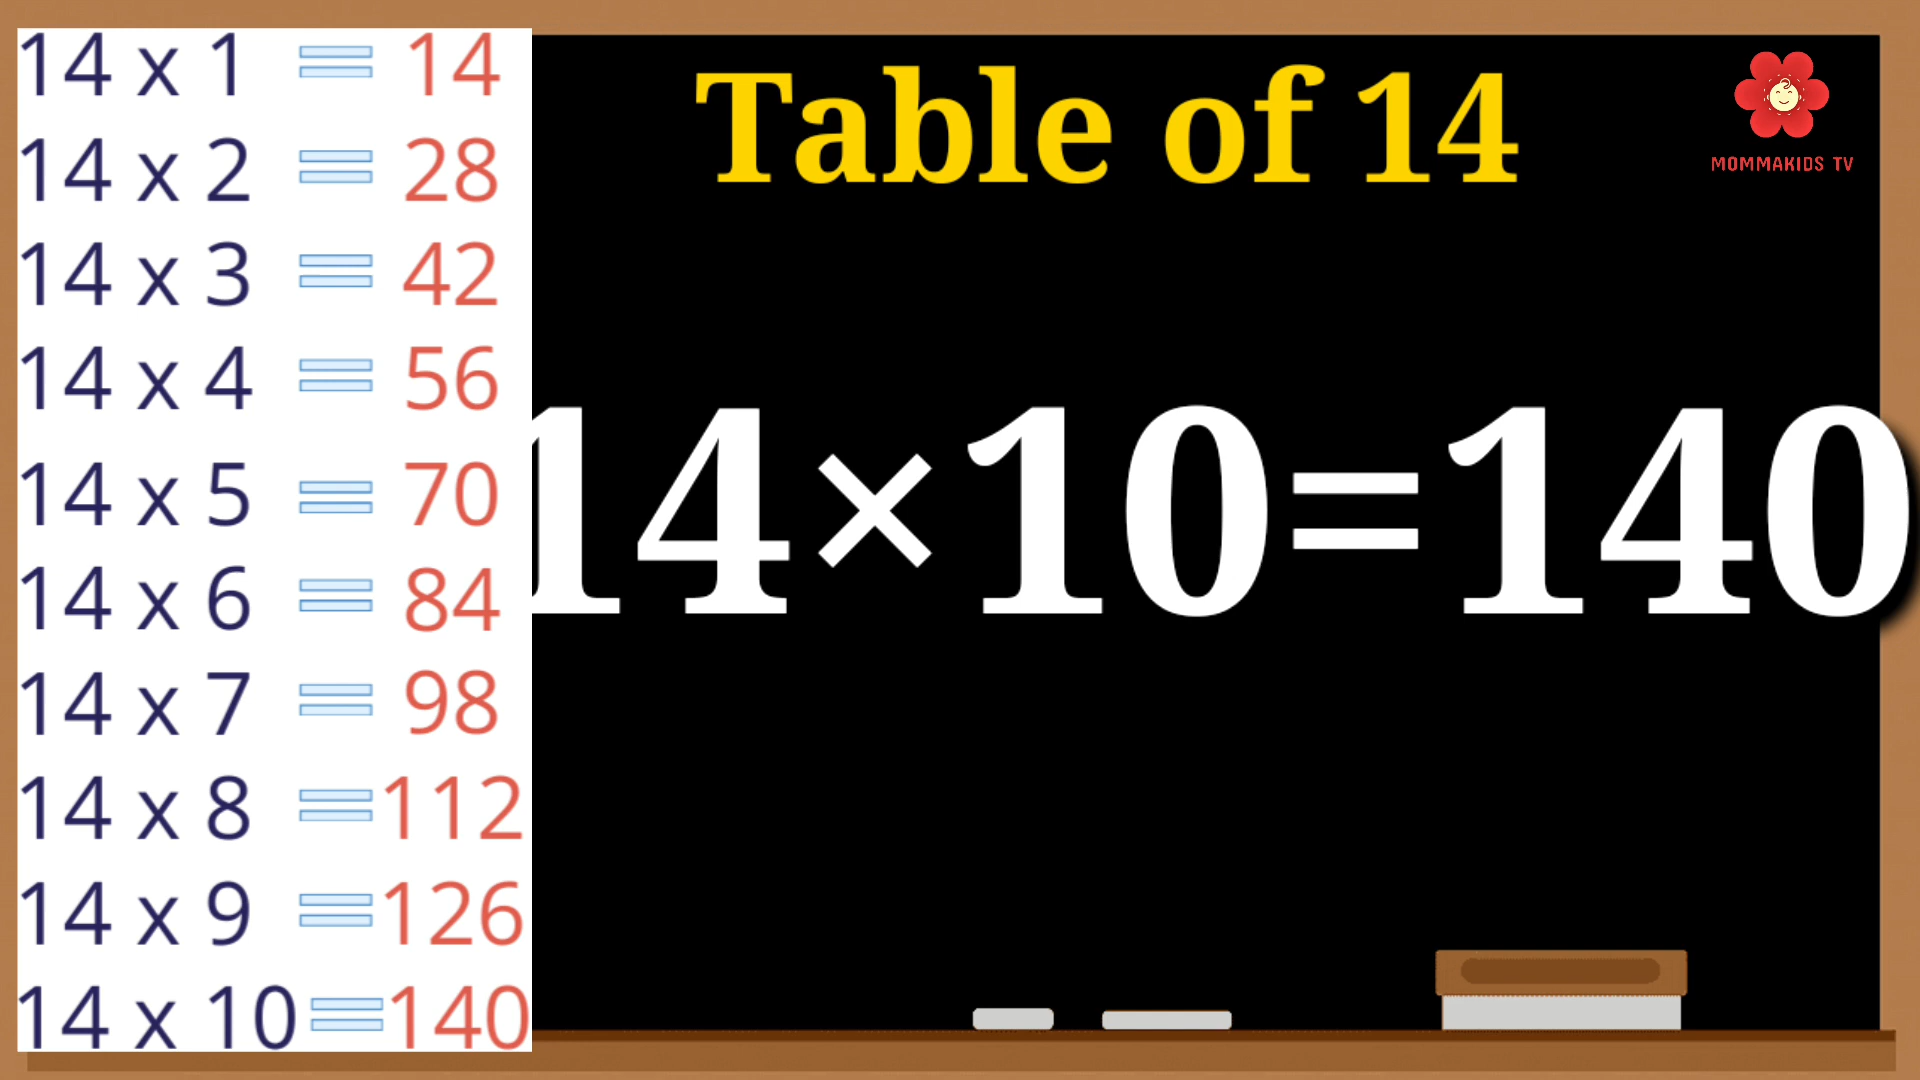 14 x 1 = 14
14 x 2 = 28
14 x 3 = 42
14 x 4 = 56
14 x 5 = 70
14 x 6 = 84
14 x 7 = 98
14 x 8 = 112
14 x 9 = 126
14 x 10 = 140
Table of 14
14×10=140
MOMMAKIDS TV